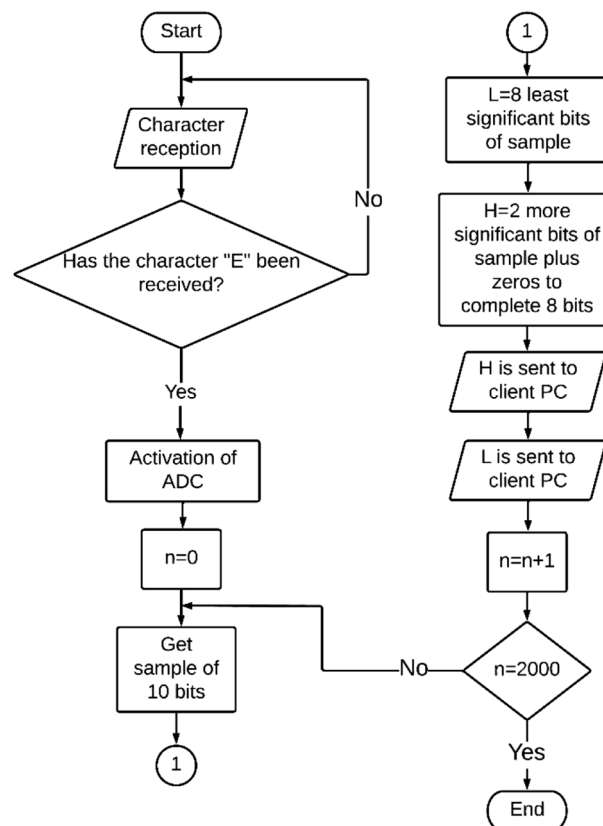 Start
Character
reception
No
Has the character "E" been
received?
Yes
Activation of
ADC
n=0
Get
sample of
10 bits
1
1
L=8 least
significant bits
of sample
H=2 more
significant bits of
sample plus
zeros to
complete 8 bits
H is sent to
client PC
L is sent to
client PC
n=n+1
n=2000
No
Yes
End